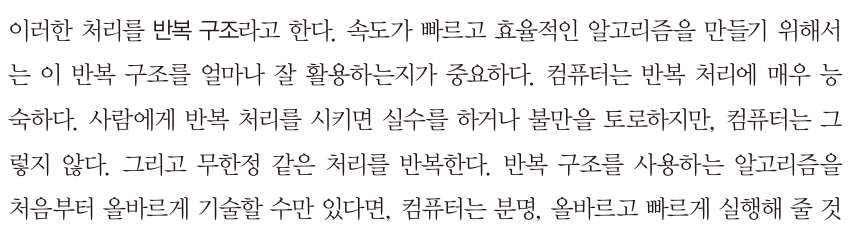 이러한 처리를 반복 구조라고 한다. 속도가 빠르고 효율적인 알고리즘을 만들기 위해서
는 이 반복 구조를 얼마나 잘 활용하는지가 중요하다. 컴퓨터는 반복 처리에 매우 능
숙하다. 사람에게 반복 처리를 시키면 실수를 하거나 불만을 토로하지만, 컴퓨터는 그
렇지 않다. 그리고 무한정 같은 처리를 반복한다. 반복 구조를 사용하는 알고리즘을
처음부터 올바르게 기술할 수만 있다면, 컴퓨터는 분명, 올바르고 빠르게 실행해 줄 것